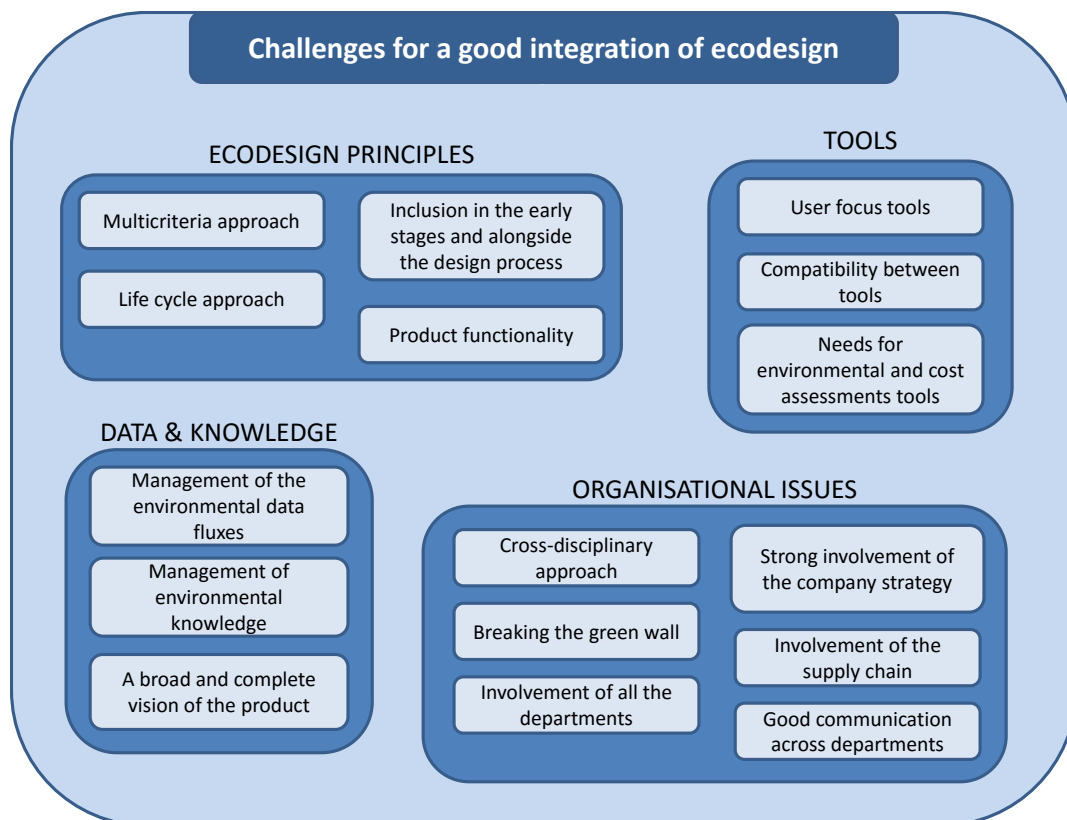 Challenges for a good integration of ecodesign
ECODESIGN PRINCIPLES
Multicriteria approach
Life cycle approach
Inclusion in the early
stages and alongside
the design process
Product functionality
TOOLS
User focus tools
Compatibility between
tools
Needs for
environmental and cost
assessments tools
DATA & KNOWLEDGE
Management of the
environmental data
fluxes
Management of
environmental
knowledge
A broad and complete
vision of the product
ORGANISATIONAL ISSUES
Cross-disciplinary
approach
Breaking the green wall
Involvement of all the
departments
Strong involvement of
the company strategy
Involvement of the
supply chain
Good communication
across departments